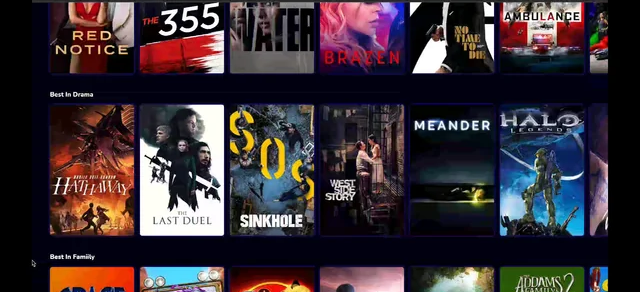 RED
NOTICE
THE 355
WATER
BRAZEN
NO
TIME
TO
DIE
AMBULANCE
Best In Drama
HATHAWAY
THE
LAST DUEL
SOS
SINKHOLE
WEST
SIDE
STORY
MEANDER
HALO
LEGENDS
Best In Famiily
ADDAMS
FAMILY 2